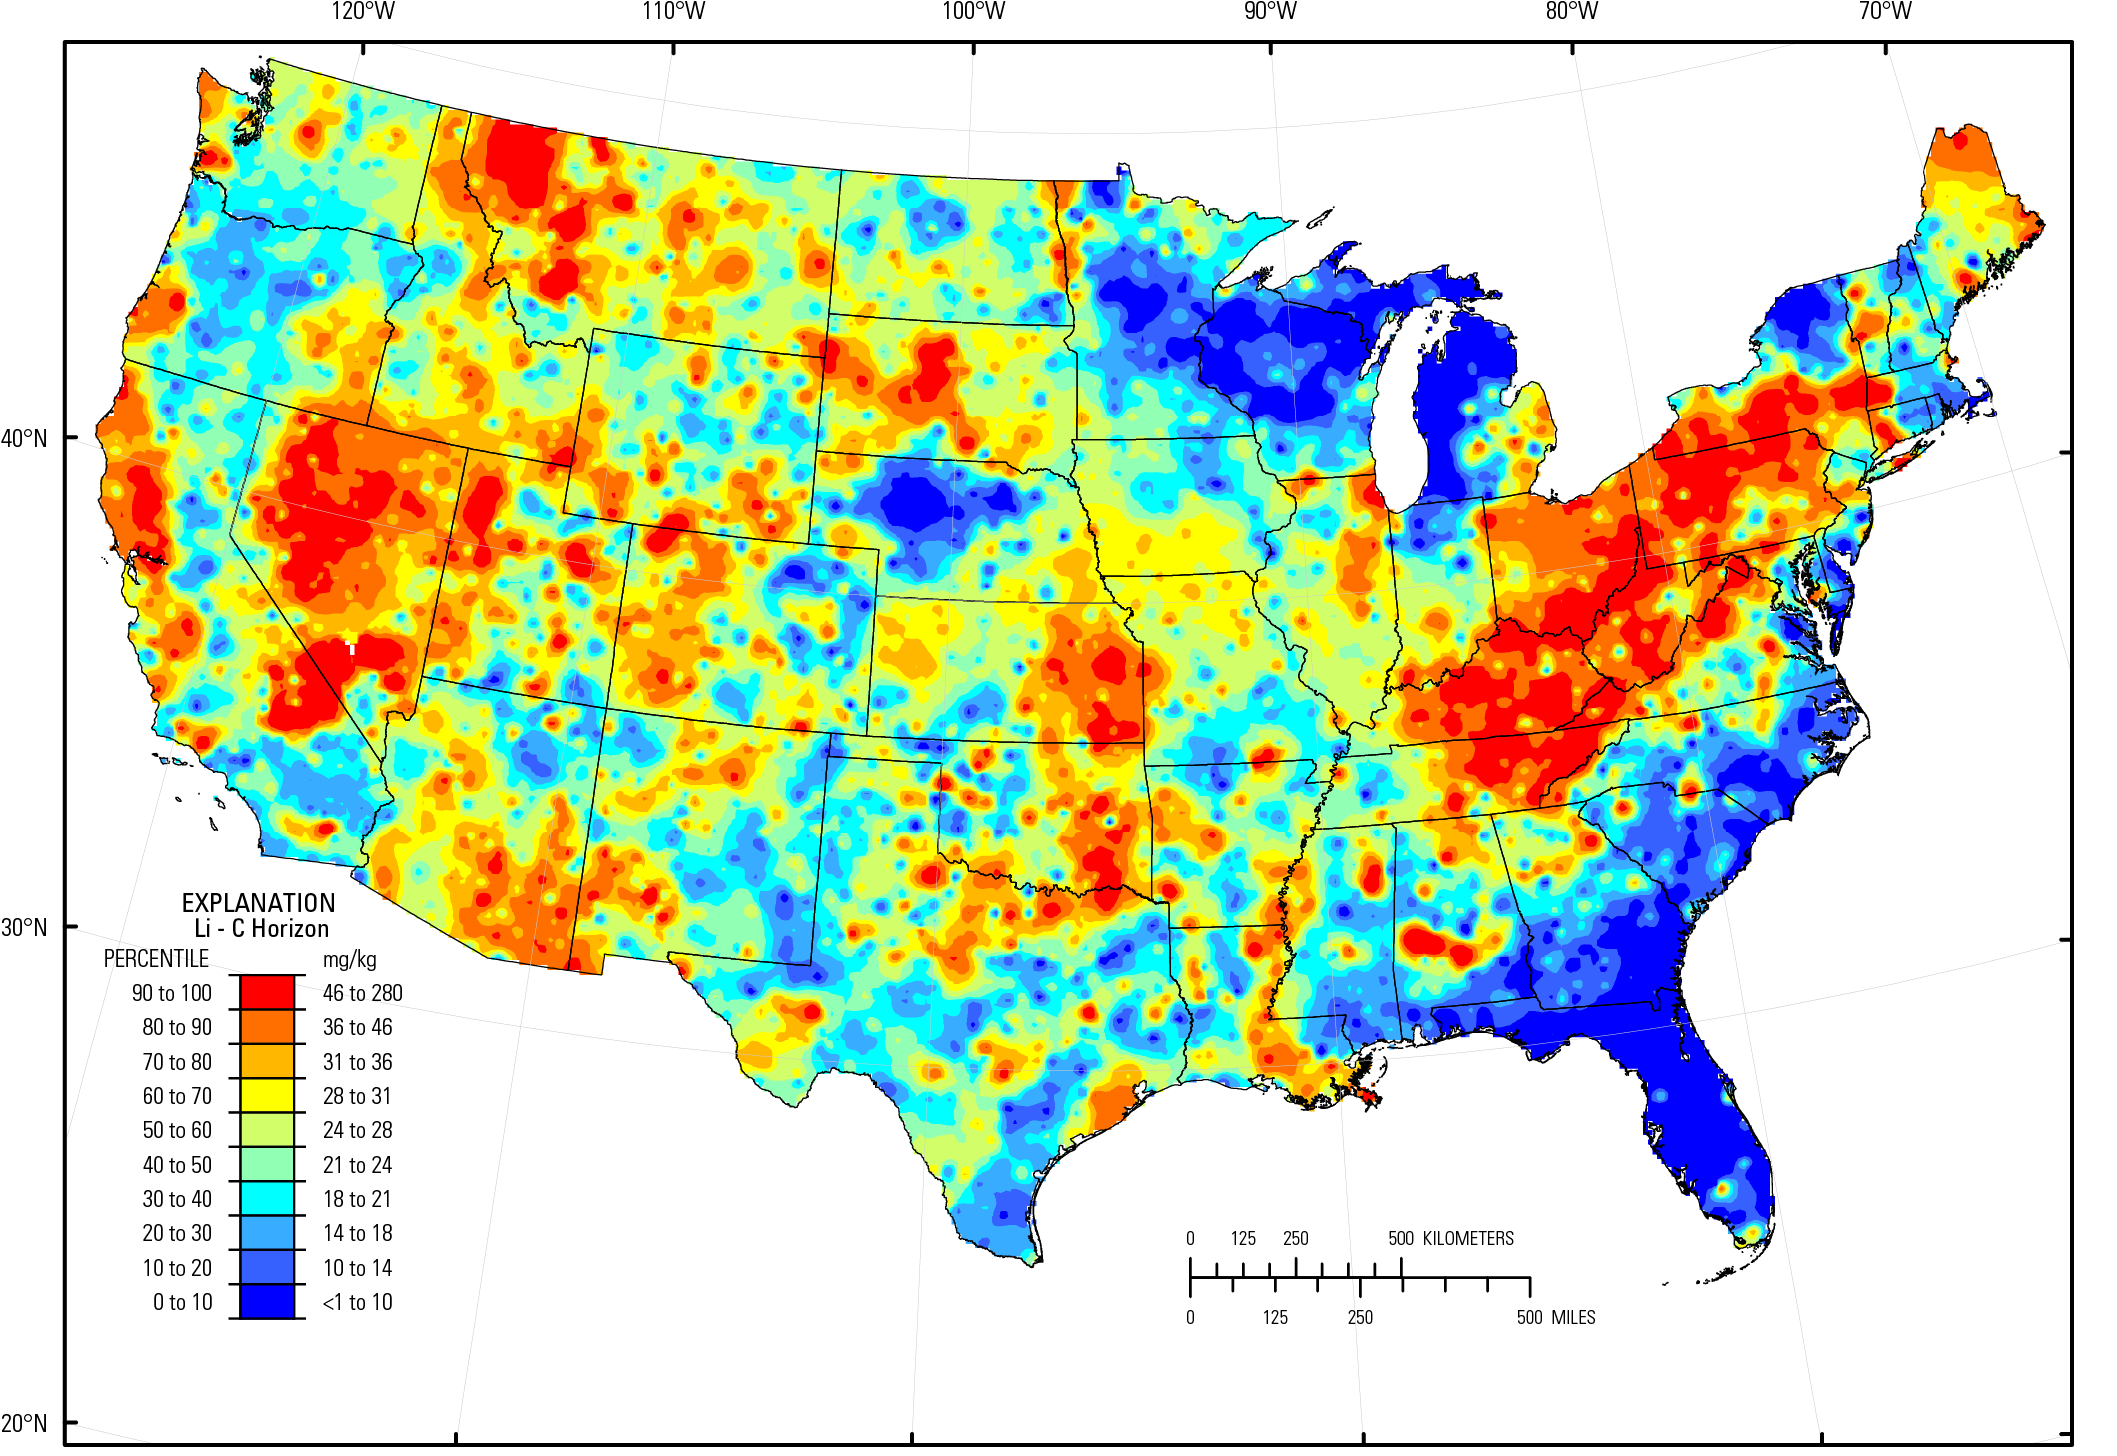 120°W 110°W 100°W 90°W 80°W 70°W
40°N
30°N
20°N
EXPLANATION
Li - C Horizon
PERCENTILE mg/kg
90 to 100 46 to 280
80 to 90 36 to 46
70 to 80 31 to 36
60 to 70 28 to 31
50 to 60 24 to 28
40 to 50 21 to 24
30 to 40 18 to 21
20 to 30 14 to 18
10 to 20 10 to 14
0 to 10 <1 to 10
0 125 250 500 KILOMETERS
0 125 250 500 MILES